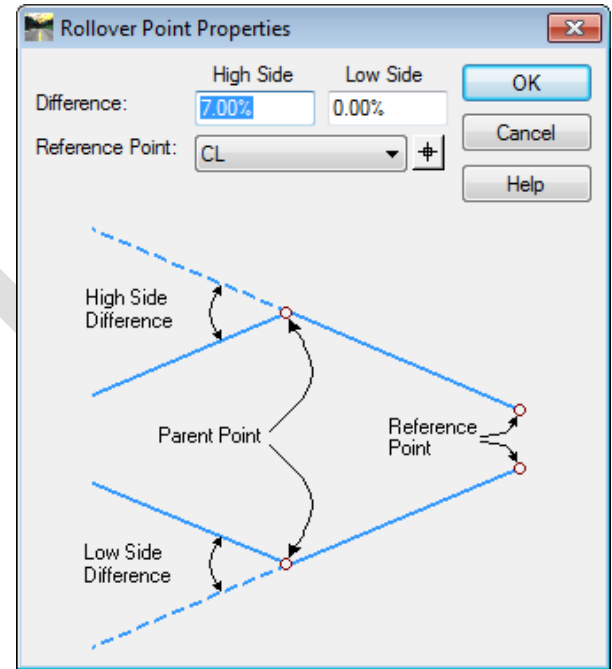 Rollover Point Properties
High Side Low Side
Difference: 7.00% 0.00%
Reference Point: CL
OK
Cancel
Help
High Side
Difference
Parent Point
Reference
Point
Low Side
Difference